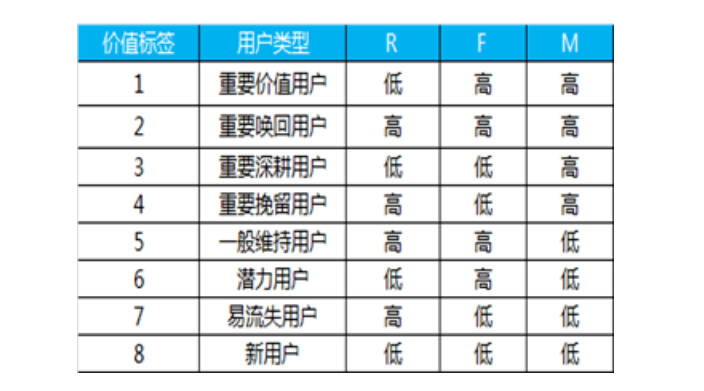 价值标签 用户类型 R F M
1 重要价值用户 低 高 高
2 重要唤回用户 高 高 高
3 重要深耕用户 低 低 高
4 重要挽留用户 高 低 高
5 一般维持用户 高 高 低
6 潜力用户 低 高 低
7 易流失用户 高 低 低
8 新用户 低 低 低